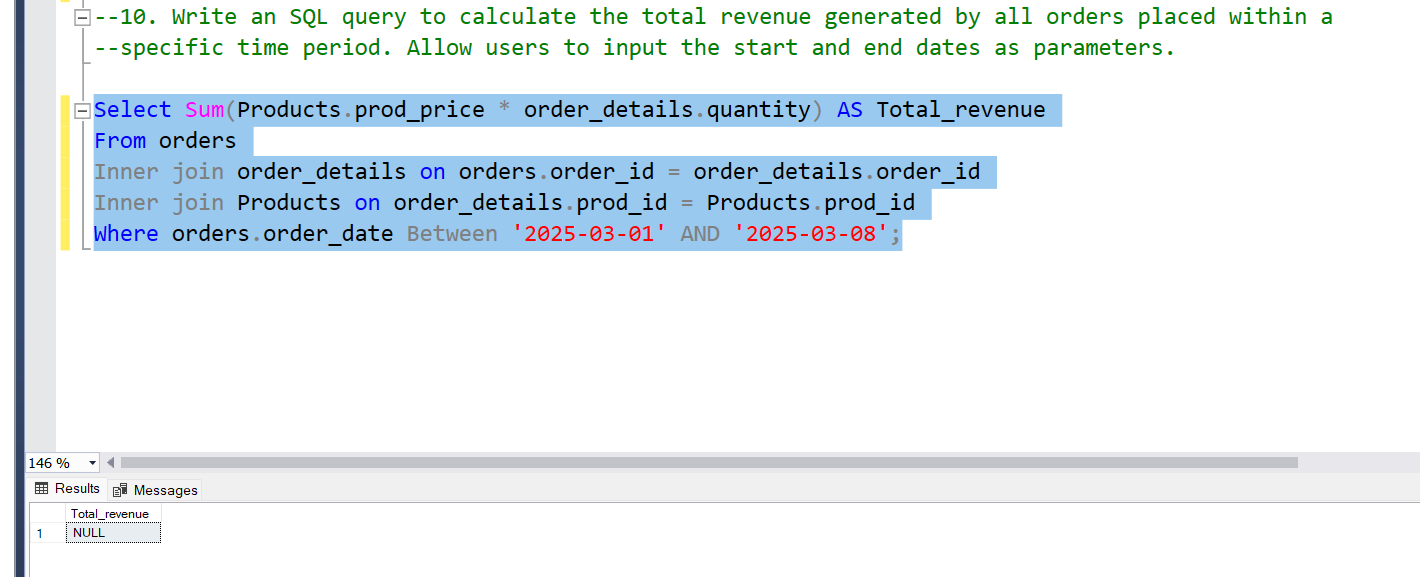 --10. Write an SQL query to calculate the total revenue generated by all orders placed within a
--specific time period. Allow users to input the start and end dates as parameters.
Select Sum(Products.prod_price * order_details.quantity) AS Total_revenue
From orders
Inner join order_details on orders.order_id = order_details.order_id
Inner join Products on order_details.prod_id = Products.prod_id
Where orders.order_date Between '2025-03-01' AND '2025-03-08';
146 %
Results Messages
Total_revenue
1 NULL